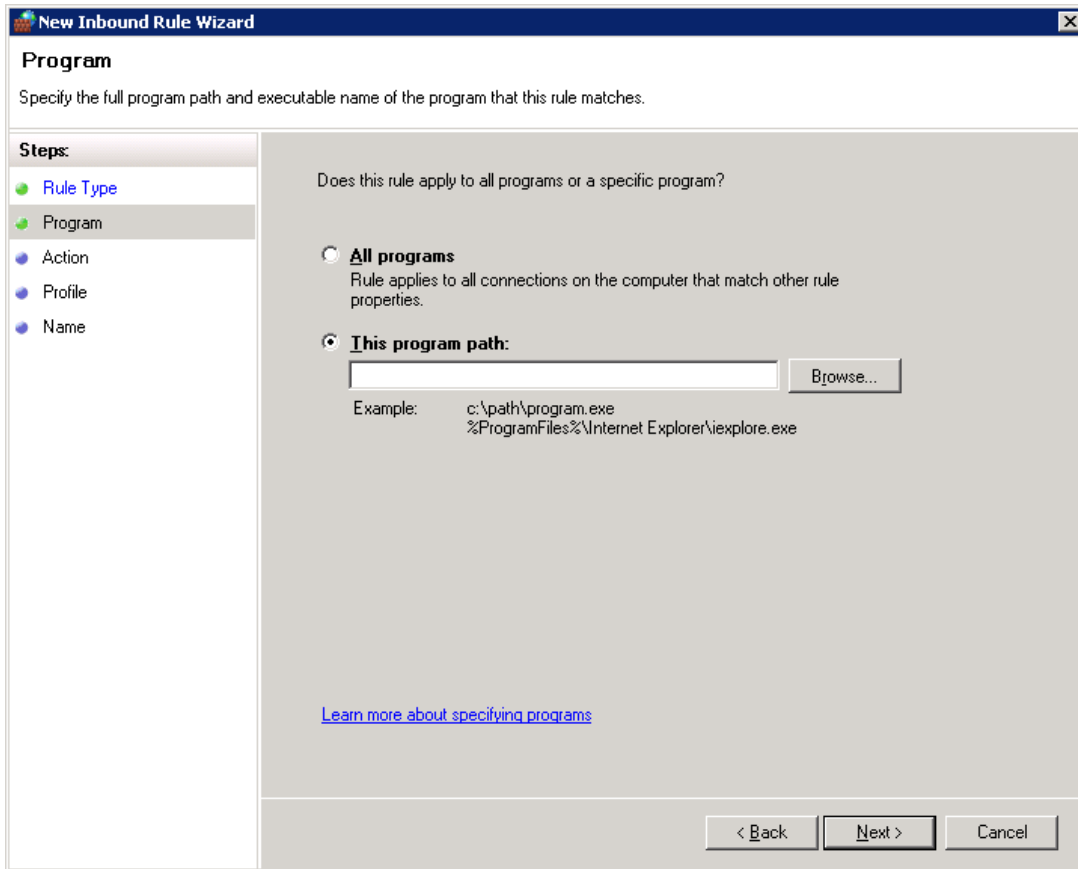 New Inbound Rule Wizard
Program
Specify the full program path and executable name of the program that this rule matches.
Steps:
Rule Type
Program
Action
Profile
Name
Does this rule apply to all programs or a specific program?
All programs
Rule applies to all connections on the computer that match other rule
properties.
This program path:
Browse...
Example: c:\path\program.exe
%ProgramFiles%\Internet Explorer\iexplore.exe
Learn more about specifying programs
< Back Next > Cancel